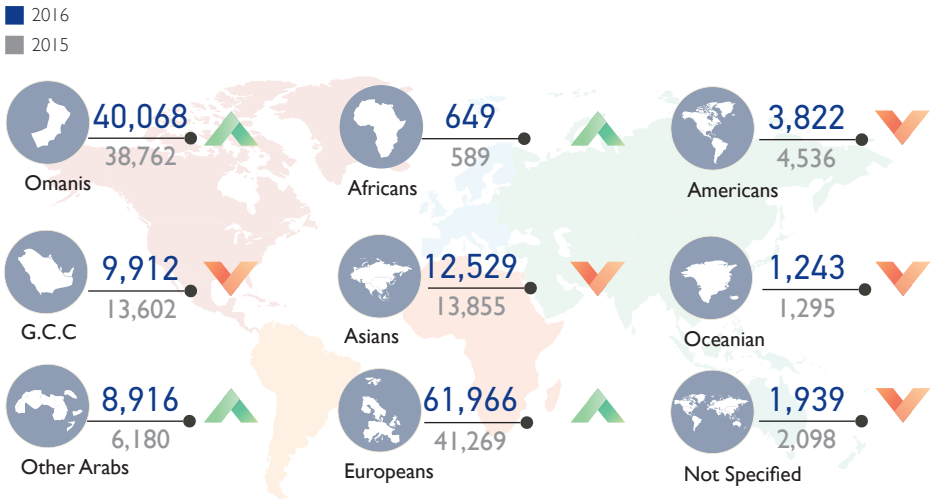 2016
2015
40,068
38,762
Omanis
649
589
Africans
3,822
4,536
Americans
9,912
13,602
G.C.C
12,529
13,855
Asians
1,243
1,295
Oceanian
8,916
6,180
Other Arabs
61,966
41,269
Europeans
1,939
2,098
Not Specified